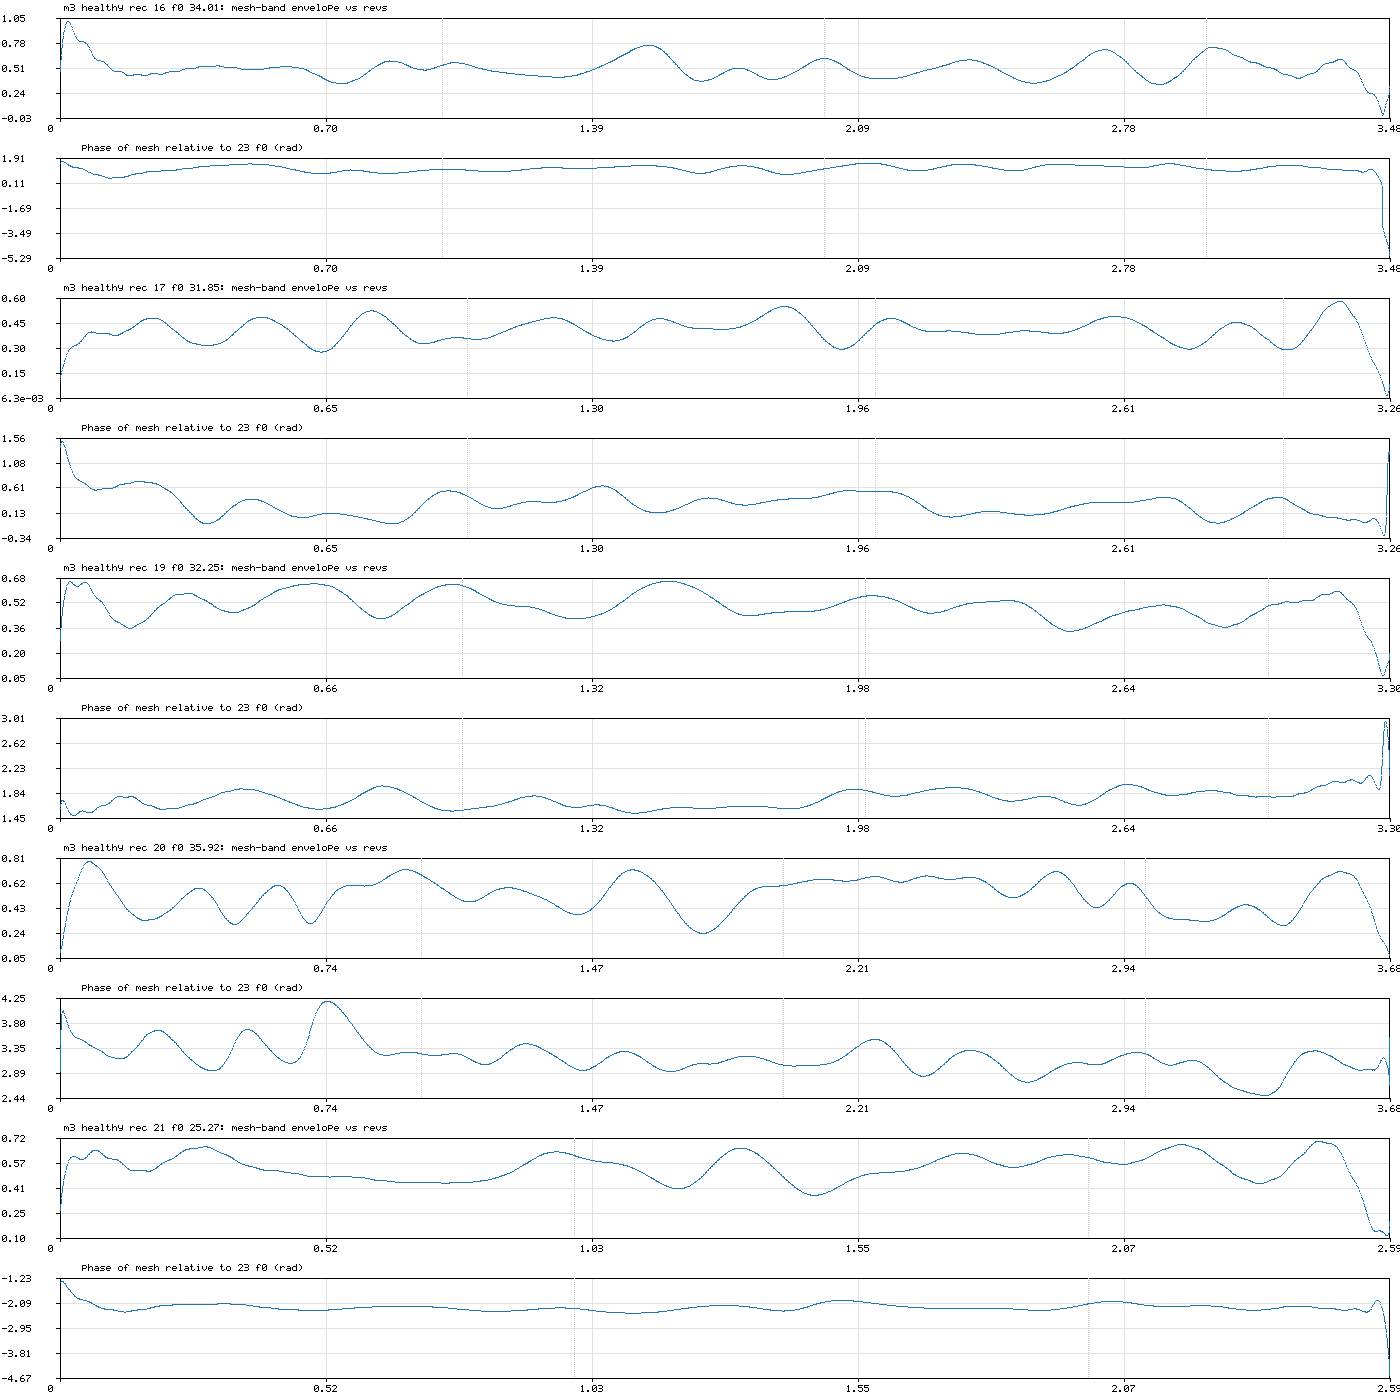 m3 healthy rec 16 f0 34.01: mesh-band envelope vs revs
1.05
0.78
0.51
0.24
-0.03
0 0.70 1.39 2.09 2.78 3.48
Phase of mesh relative to 23 f0 (rad)
1.91
0.11
-1.69
-3.49
-5.29
0 0.70 1.39 2.09 2.78 3.48
m3 healthy rec 17 f0 31.85: mesh-band envelope vs revs
0.60
0.45
0.30
0.15
6.3e-03
0 0.65 1.30 1.96 2.61 3.26
Phase of mesh relative to 23 f0 (rad)
1.56
1.08
0.61
0.13
-0.34
0 0.65 1.30 1.96 2.61 3.26
m3 healthy rec 19 f0 32.25: mesh-band envelope vs revs
0.68
0.52
0.36
0.20
0.05
0 0.66 1.32 1.98 2.64 3.30
Phase of mesh relative to 23 f0 (rad)
3.01
2.62
2.23
1.84
1.45
0 0.66 1.32 1.98 2.64 3.30
m3 healthy rec 20 f0 35.92: mesh-band envelope vs revs
0.81
0.62
0.43
0.24
0.05
0 0.74 1.47 2.21 2.94 3.68
Phase of mesh relative to 23 f0 (rad)
4.25
3.80
3.35
2.89
2.44
0 0.74 1.47 2.21 2.94 3.68
m3 healthy rec 21 f0 25.27: mesh-band envelope vs revs
0.72
0.57
0.41
0.25
0.10
0 0.52 1.03 1.55 2.07 2.59
Phase of mesh relative to 23 f0 (rad)
-1.23
-2.09
-2.95
-3.81
-4.67
0 0.52 1.03 1.55 2.07 2.59